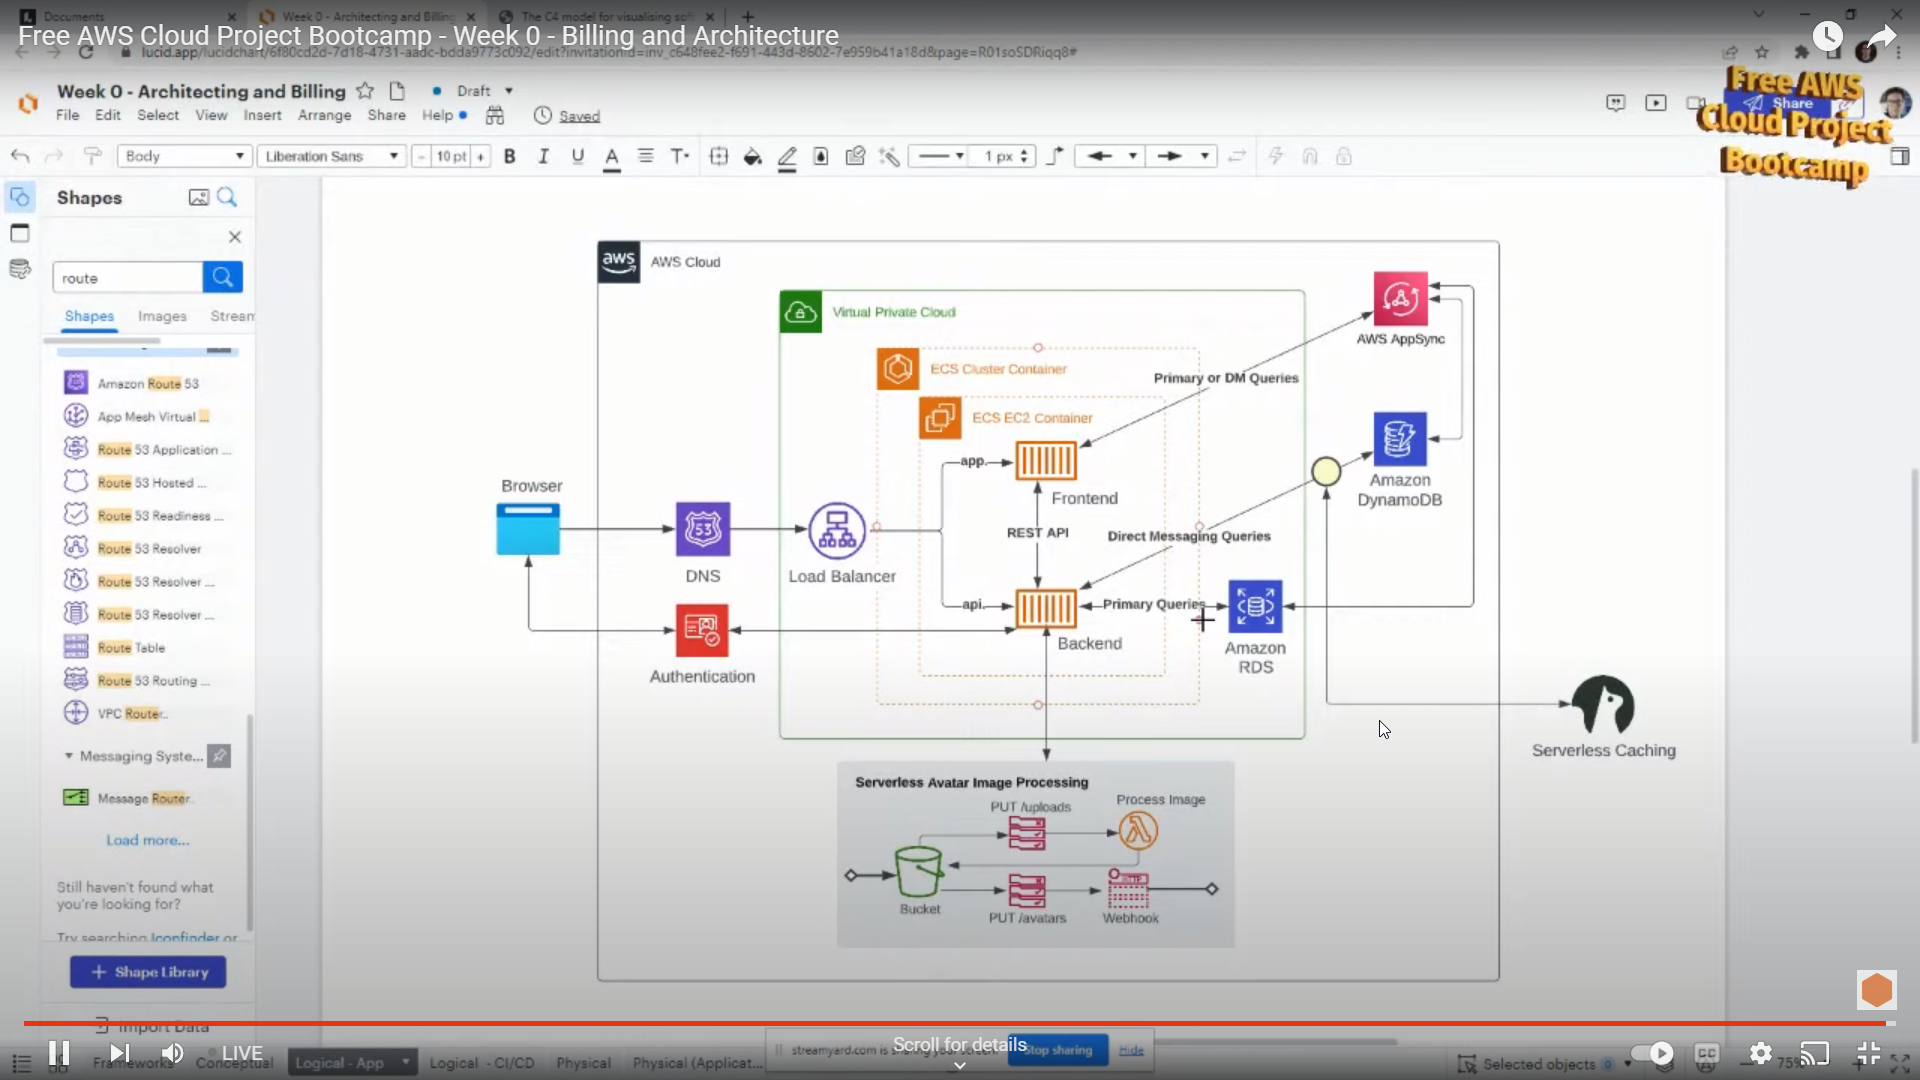 Documents
Week 0 - Architecting and Billing
The C4 model for visualising sof
Free AWS Cloud Project Bootcamp - Week 0 - Billing and Architecture
lucid.app/lucidchart/6f80cd2d-7d18-4731-aadc-bdda9773c092/edit?invitationId=inv_c648fee2-f691-443d-8602-7e959b41a18d&page=R01soSDRiqq8#
Week 0 - Architecting and Billing
Draft
File Edit Select View Insert Arrange Share Help
Saved
Share
Free AWS
Cloud Project
Bootcamp
Body
Liberation Sans
- 10 pt +
B I U A T
1 px
Shapes
route
Shapes Images Stream
Amazon Route 53
App Mesh Virtual ...
Route 53 Application ...
Route 53 Hosted ...
Route 53 Readiness ...
Route 53 Resolver
Route 53 Resolver ...
Route 53 Resolver ...
Route Table
Route 53 Routing ...
VPC Router..
Messaging Syste...
Message Router
Load more...
Still haven't found what
you're looking for?
Try searching Iconfinder or
+ Shape Library
Import Data
aws
AWS Cloud
Virtual Private Cloud
ECS Cluster Container
ECS EC2 Container
AWS AppSync
Primary or DM Queries
app.
Frontend
Browser
Amazon
DynamoDB
53
DNS
Load Balancer
REST API
Direct Messaging Queries
api.
Primary Queries
Backend
Amazon
RDS
Authentication
Serverless Caching
Serverless Avatar Image Processing
PUT /uploads
Process Image
Bucket
PUT /avatars
HTTP
Webhook
LIVE
Scroll for details
streamyard.com is sharing your screen.
Stop sharing
Hide
Frameworks Conceptual Logical - App Logical - CI/CD Physical Physical (Applicat...
Selected objects 0
CC
75%